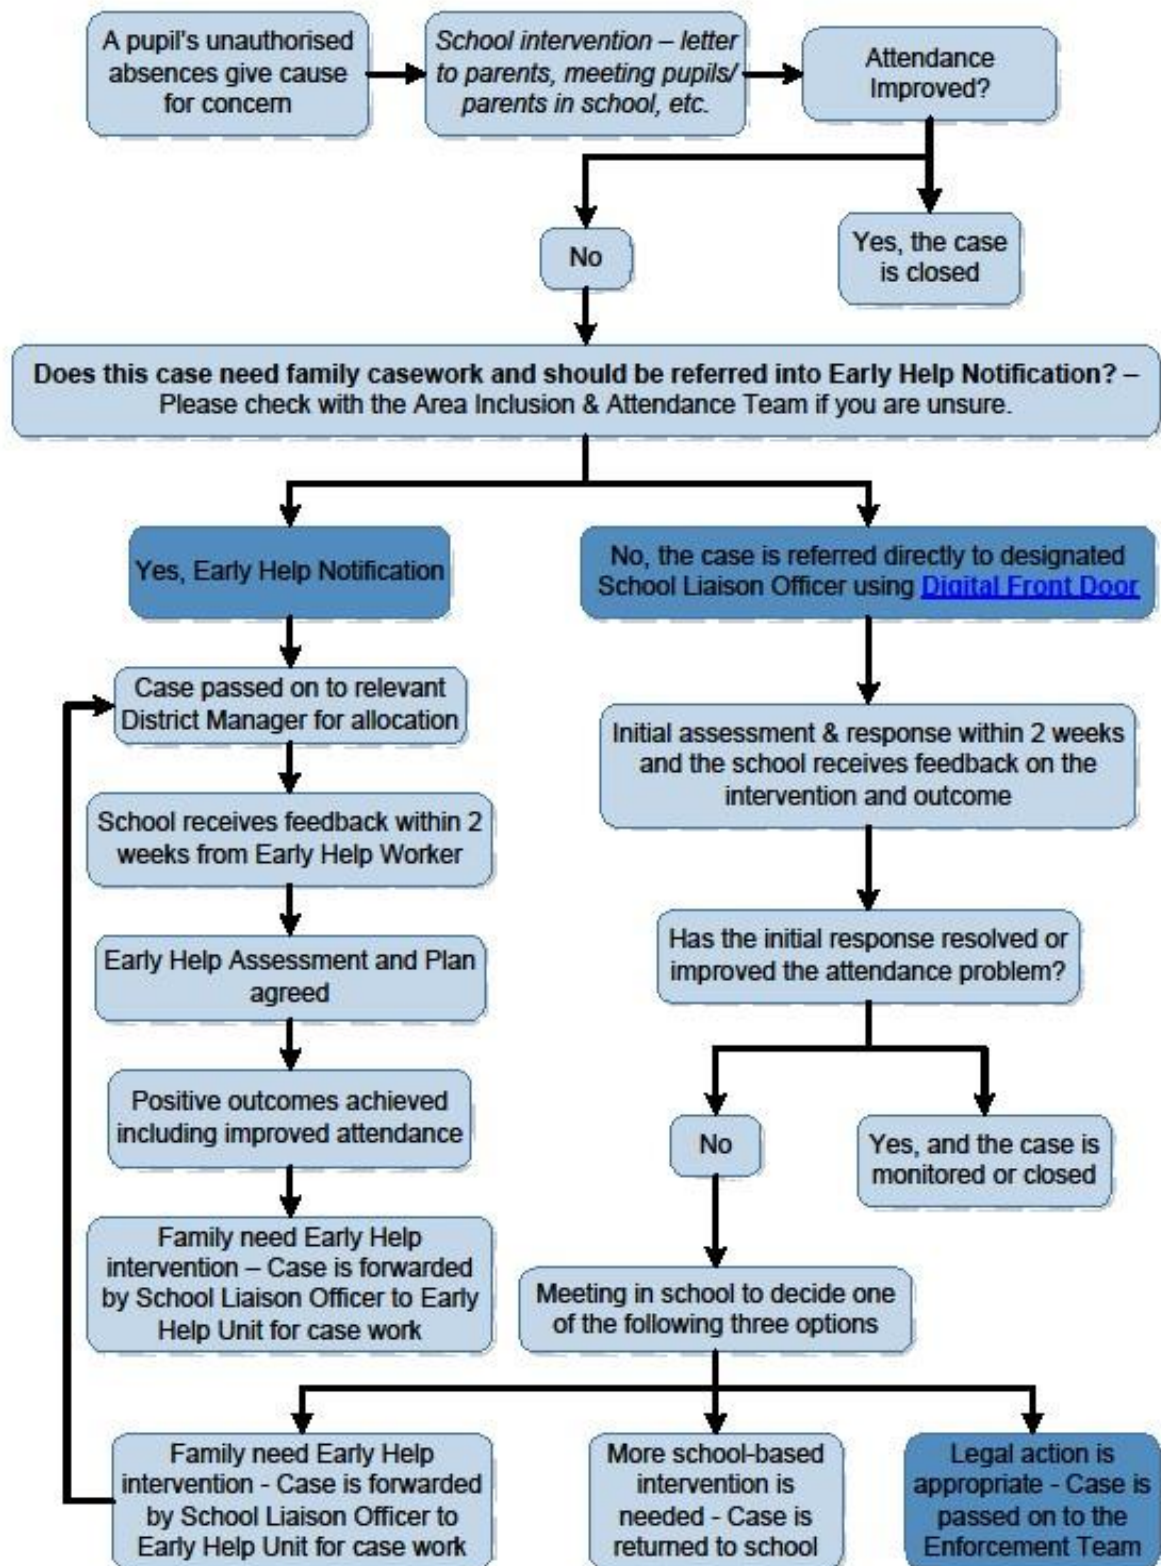 A pupil's unauthorised
absences give cause
for concern
School intervention – letter
to parents, meeting pupils/
parents in school, etc.
Attendance
Improved?
No
Yes, the case
is closed
Does this case need family casework and should be referred into Early Help Notification? –
Please check with the Area Inclusion & Attendance Team if you are unsure.
Yes, Early Help Notification
No, the case is referred directly to designated
School Liaison Officer using Digital Front Door
Case passed on to relevant
District Manager for allocation
Initial assessment & response within 2 weeks
and the school receives feedback on the
intervention and outcome
School receives feedback within 2
weeks from Early Help Worker
Has the initial response resolved or
improved the attendance problem?
Early Help Assessment and Plan
agreed
Positive outcomes achieved
including improved attendance
No
Yes, and the case is
monitored or closed
Family need Early Help
intervention – Case is forwarded
by School Liaison Officer to Early
Help Unit for case work
Meeting in school to decide one
of the following three options
Family need Early Help
intervention - Case is forwarded
by School Liaison Officer to
Early Help Unit for case work
More school-based
intervention is
needed - Case is
returned to school
Legal action is
appropriate - Case is
passed on to the
Enforcement Team